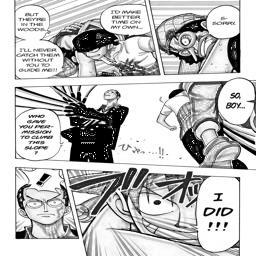 S-
SORRY!
I'D MAKE
BETTER
TIME ON
MY OWN...
BUT
THEY'RE
IN THE
WOODS...
I'LL NEVER
CATCH THEM
WITHOUT YOU
TO GUIDE ME!!
SO,
BOY...
WHO
GAVE YOU
PER-
MISSION
TO CLIMB
THIS
SLOPE?
I
DID
!!!